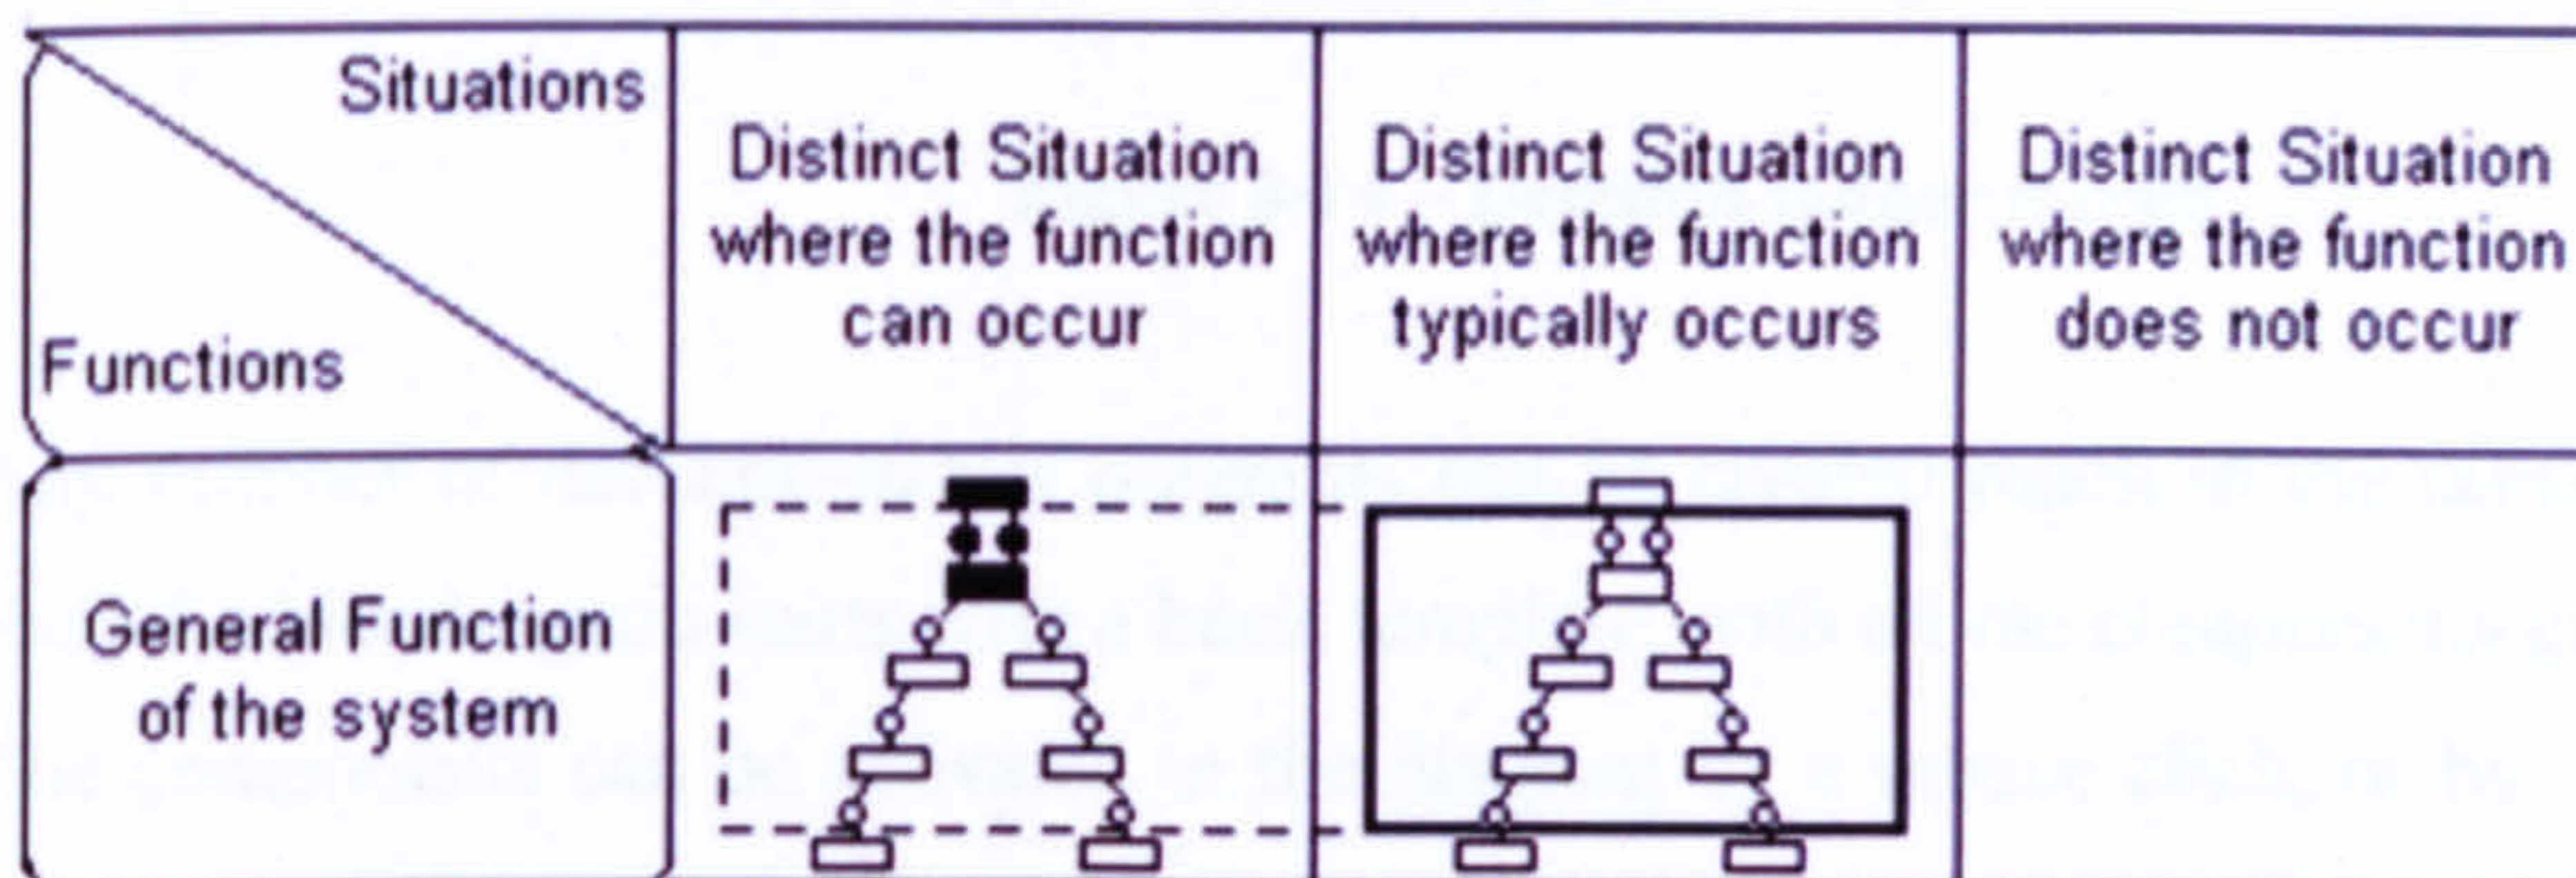 Situations
Functions
Distinct Situation
where the function
can occur
Distinct Situation
where the function
typically occurs
Distinct Situation
where the function
does not occur
General Function
of the system